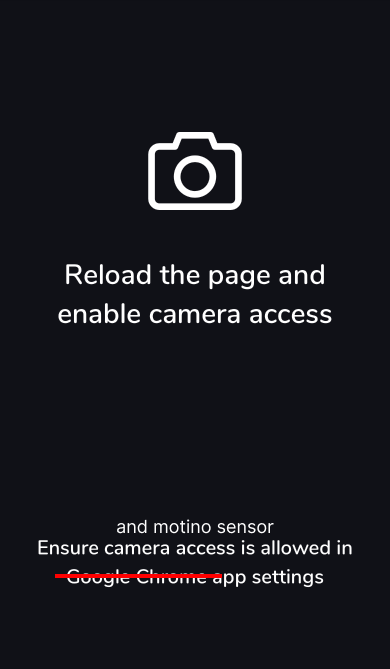 Reload the page and
enable camera access
and motino sensor
Ensure camera access is allowed in
Google Chrome app settings